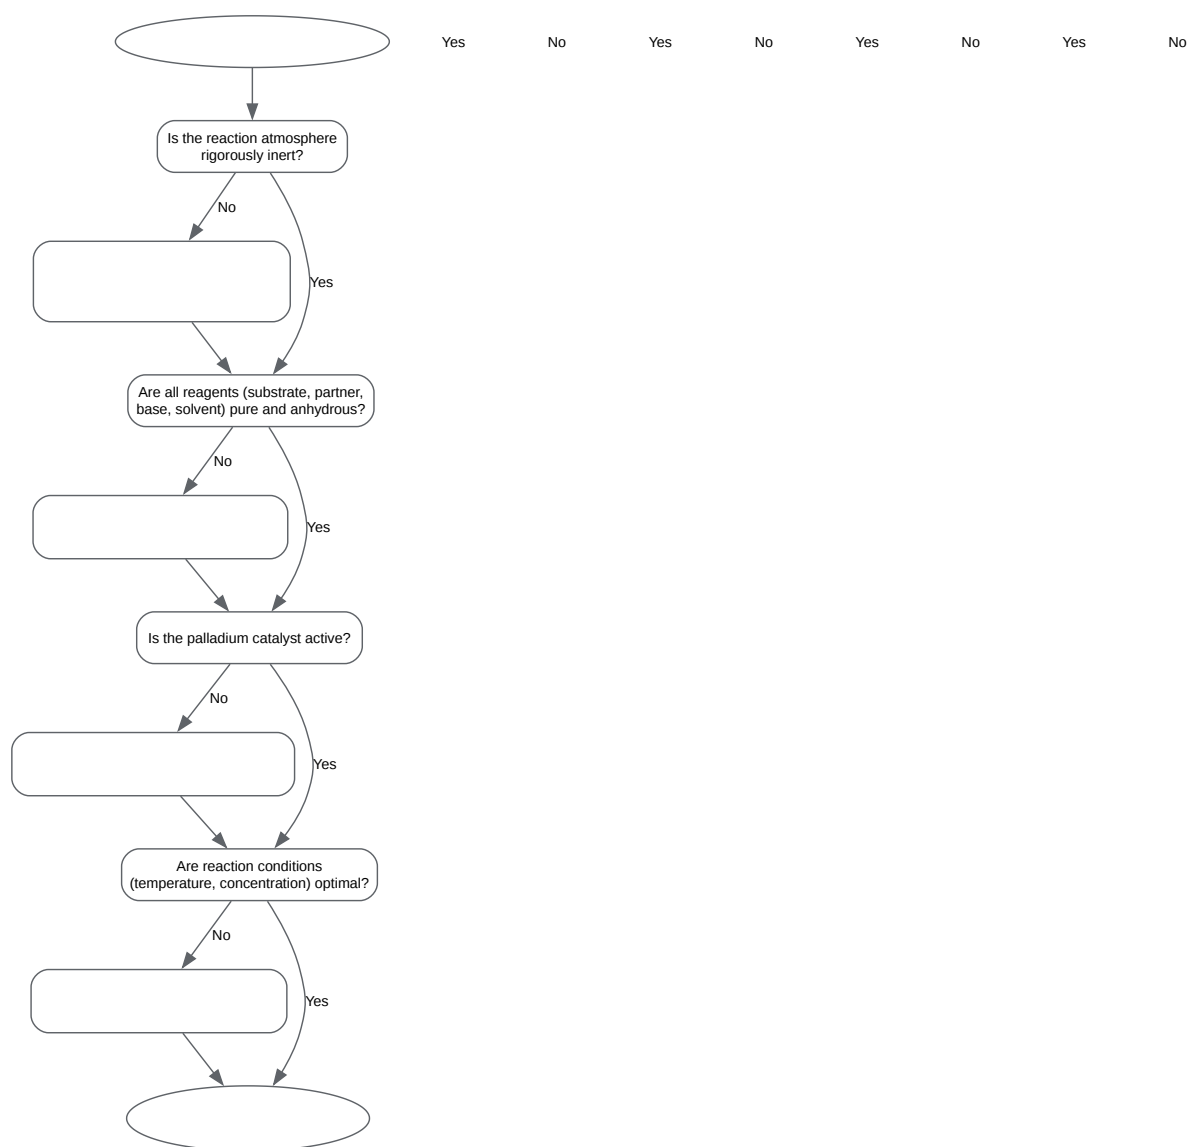 Yes No Yes No Yes No Yes No
Is the reaction atmosphere
rigorously inert?
No
Yes
Are all reagents (substrate, partner,
base, solvent) pure and anhydrous?
No
Yes
Is the palladium catalyst active?
No
Yes
Are reaction conditions
(temperature, concentration) optimal?
No
Yes